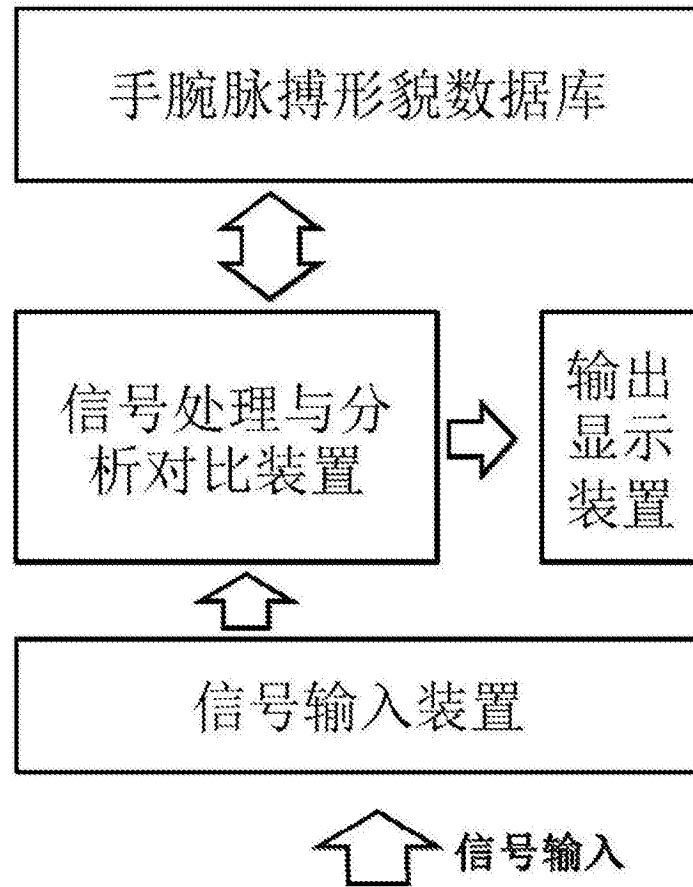 手腕脉搏形貌数据库
信号处理与分
析对比装置
输出
显示
装置
信号输入装置
信号输入